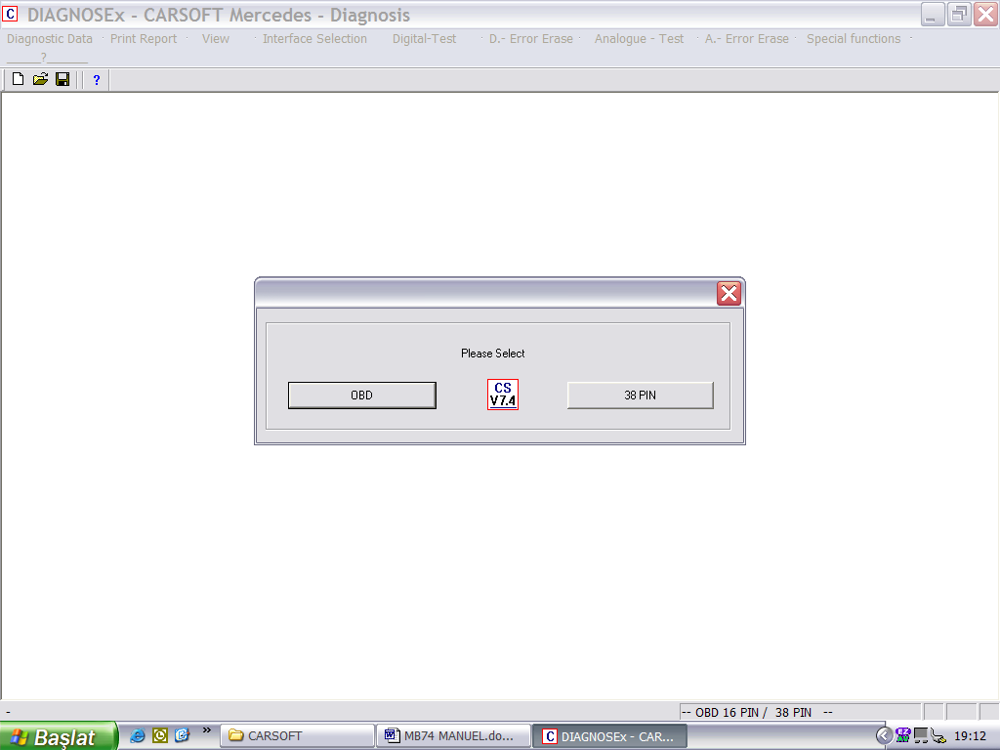 C DIAGNOSEx - CARSOFT Mercedes - Diagnosis
Diagnostic Data Print Report View Interface Selection Digital-Test D.- Error Erase Analogue - Test A.- Error Erase Special functions
_____?______
?
Please Select
OBD
CS
V7.4
38 PIN
-
-- OBD 16 PIN / 38 PIN --
Başlat
»
CARSOFT
MB74 MANUEL.do...
C DIAGNOSEx - CAR...
19:12